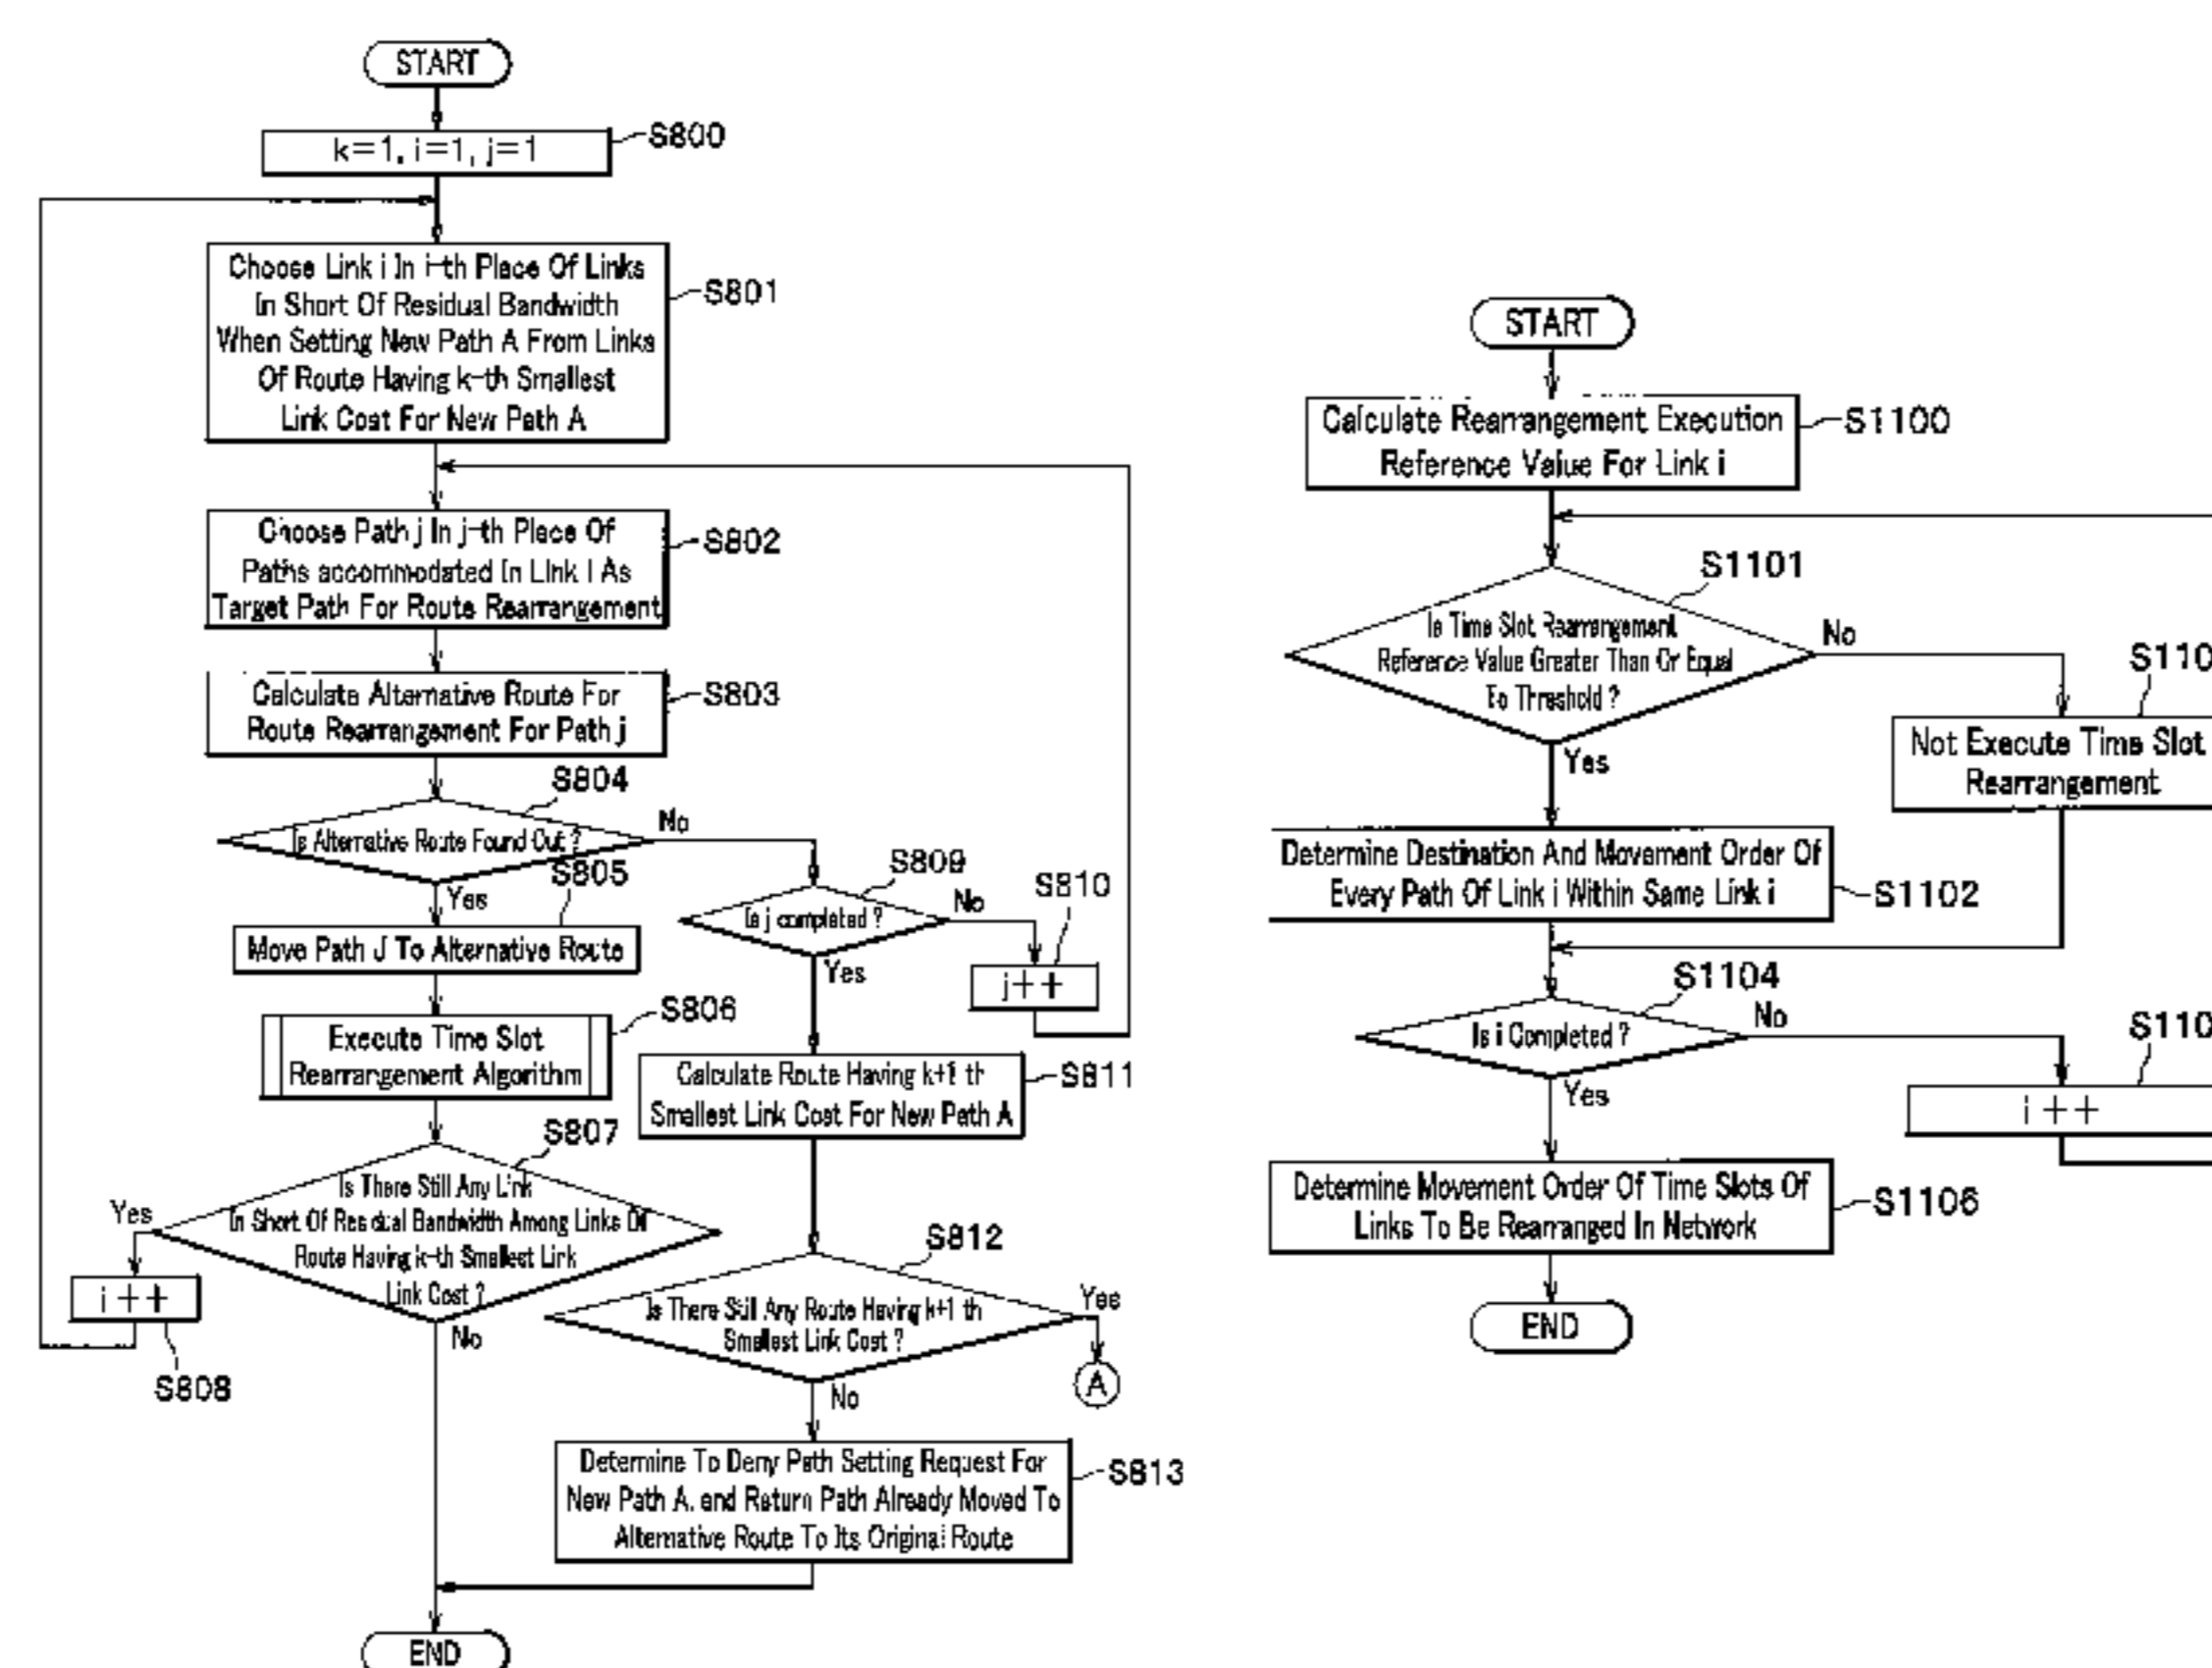 START
k=1, i=1, j=1
S800
Choose Link i In i-th Place Of Links
In Short Of Residual Bandwidth
When Setting New Path A From Links
Of Route Having k-th Smallest
Link Cost For New Path A
S801
Choose Path j In j-th Place Of
Paths accommodated In Link i As
Target Path For Route Rearrangement
S802
Calculate Alternative Route For
Route Rearrangement For Path j
S803
S804
Is Alternative Route Found Out ?
No
Yes
S805
Move Path J To Alternative Route
Execute Time Slot
Rearrangement Algorithm
S806
S807
Is There Still Any Link
In Short Of Residual Bandwidth Among Links Of
Route Having k-th Smallest Link
Link Cost ?
Yes
No
i++
S808
S809
Is j completed ?
No
Yes
S810
j++
Calculate Route Having k+1 th
Smallest Link Cost For New Path A
S811
S812
Is There Still Any Route Having k+1 th
Smallest Link Cost ?
Yes
A
No
Determine To Deny Path Setting Request For
New Path A, and Return Path Already Moved To
Alternative Route To Its Original Route
S813
END
START
Calculate Rearrangement Execution
Reference Value For Link i
S1100
S1101
Is Time Slot Rearrangement
Reference Value Greater Than Or Equal
To Threshold ?
No
Yes
S110
Not Execute Time Slot
Rearrangement
Determine Destination And Movement Order Of
Every Path Of Link i Within Same Link i
S1102
S1104
Is i Completed ?
No
Yes
S110
i++
Determine Movement Order Of Time Slots Of
Links To Be Rearranged In Network
S1106
END